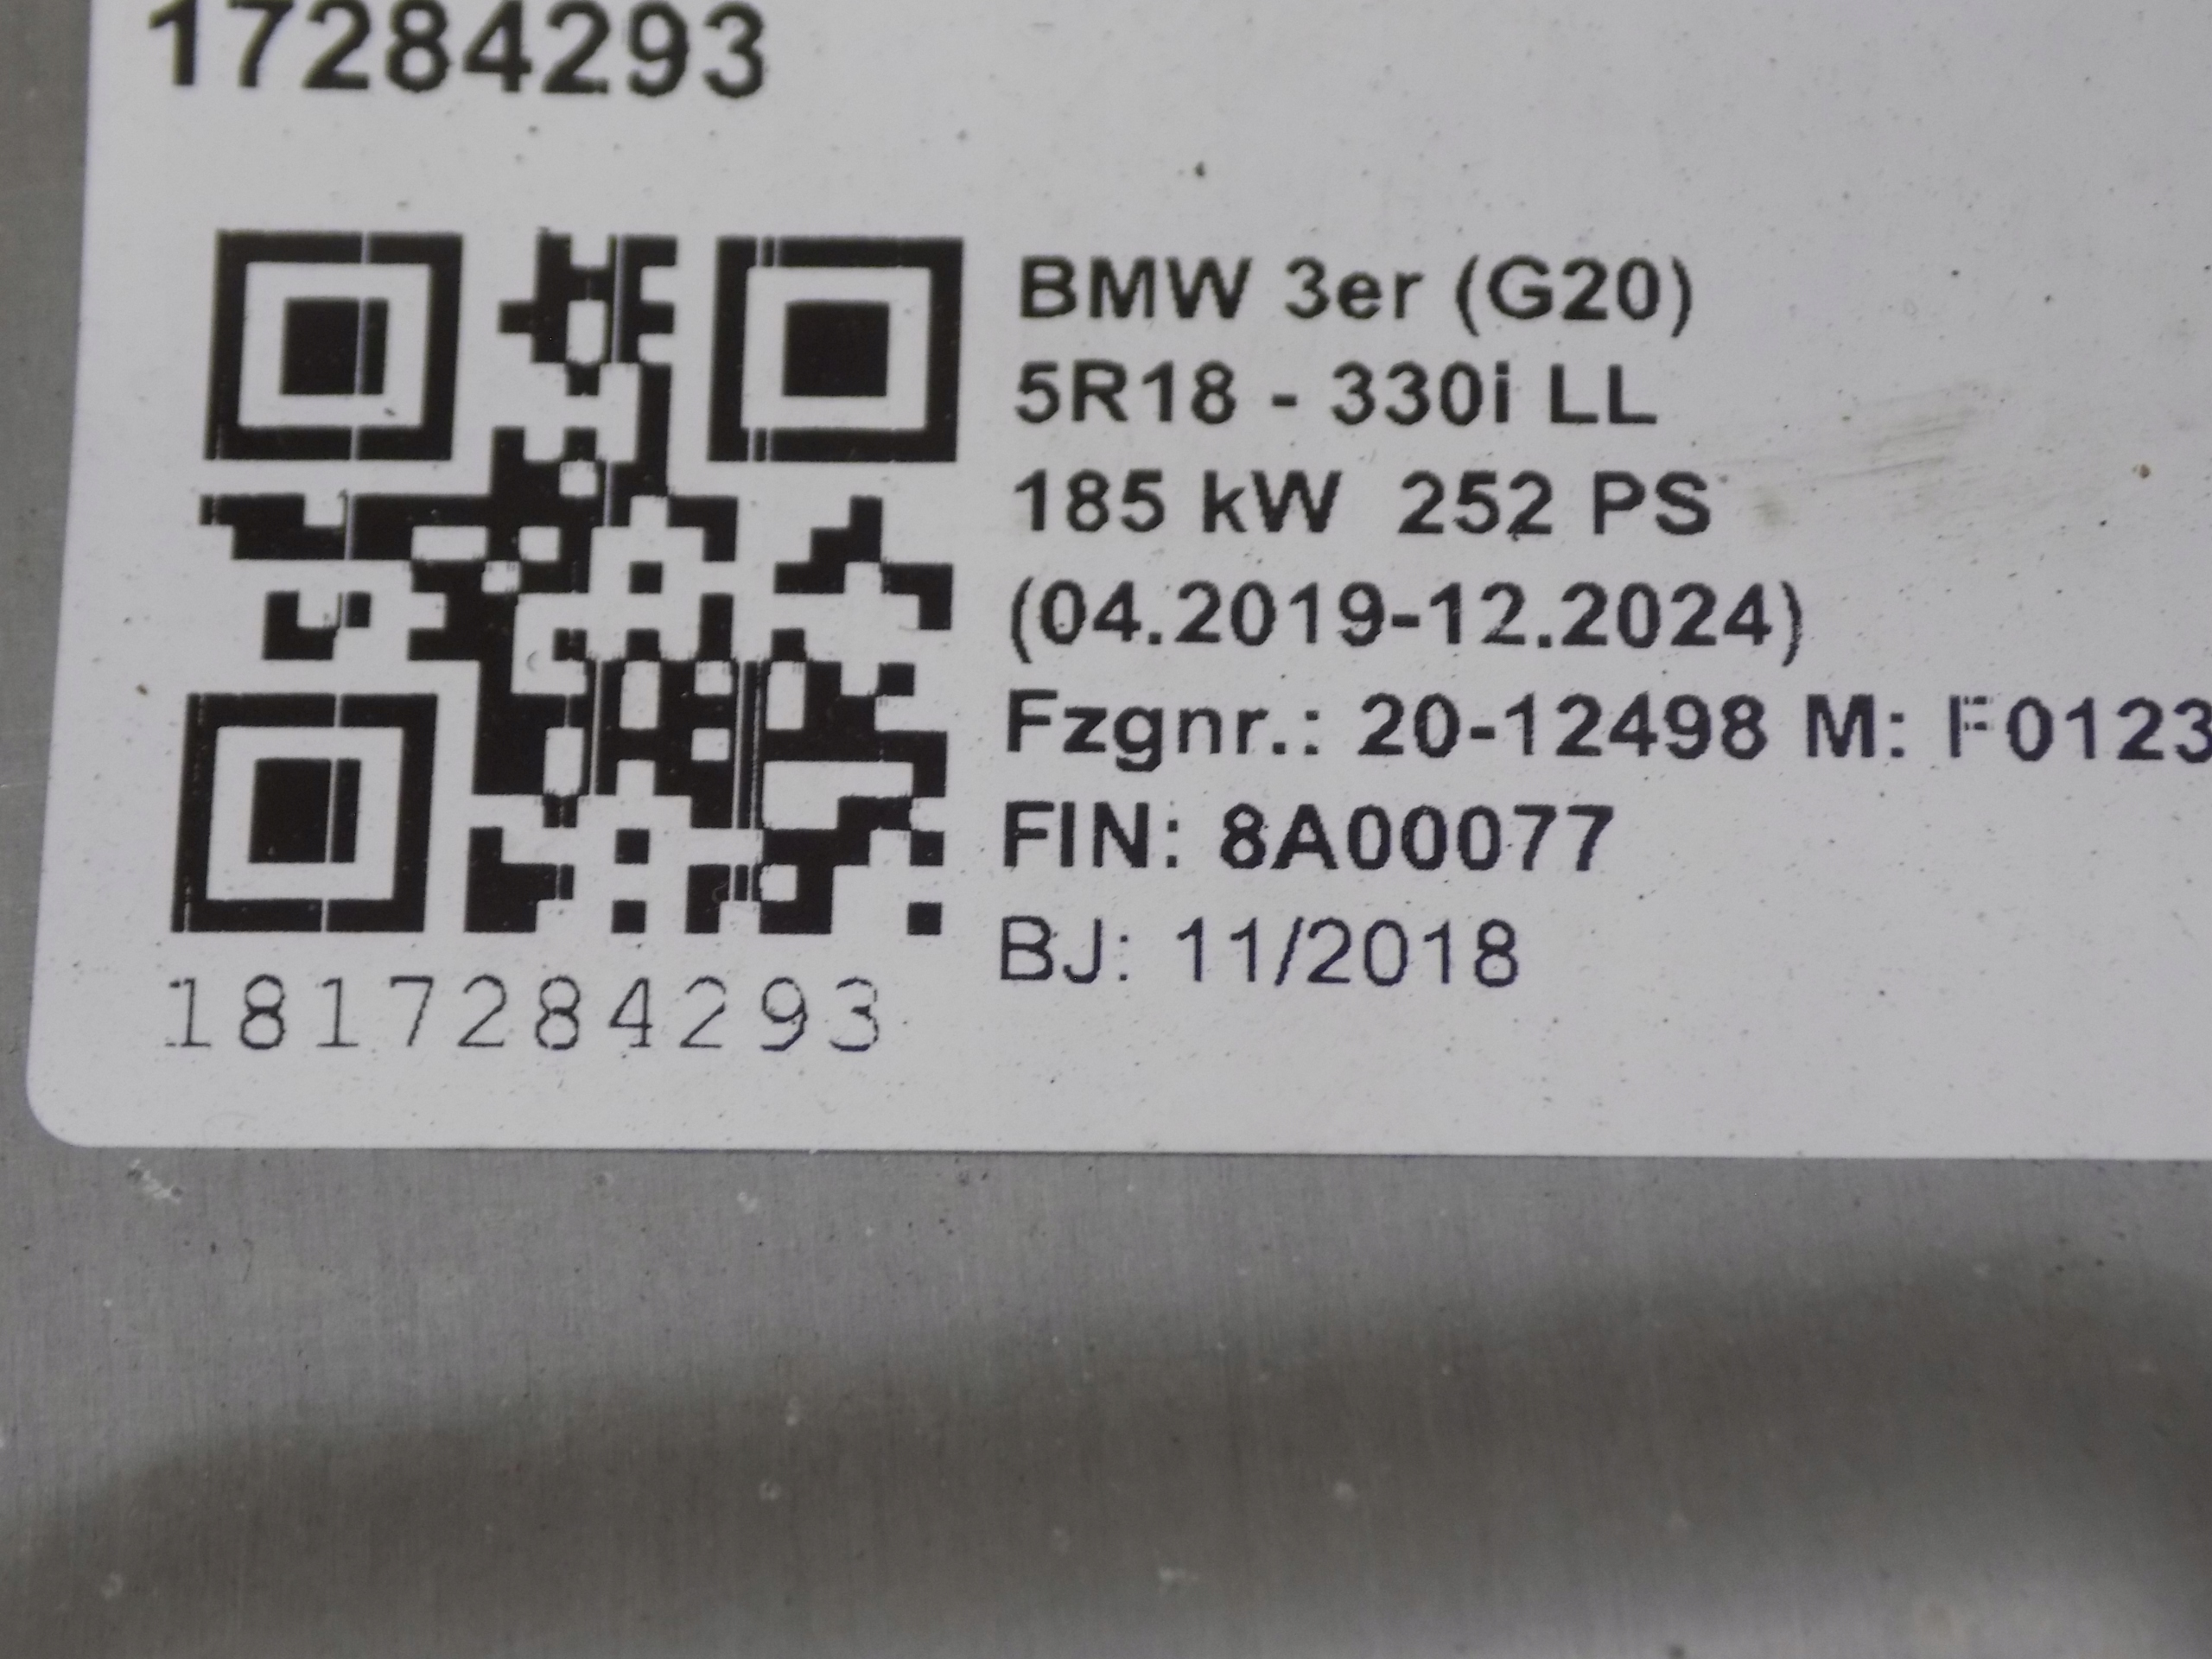 17284293
BMW 3er (G20)
5R18 - 330i LL
185 kW 252 PS
(04.2019-12.2024)
Fzgnr.: 20-12498 M: F0123
FIN: 8A00077
BJ: 11/2018
1817284293